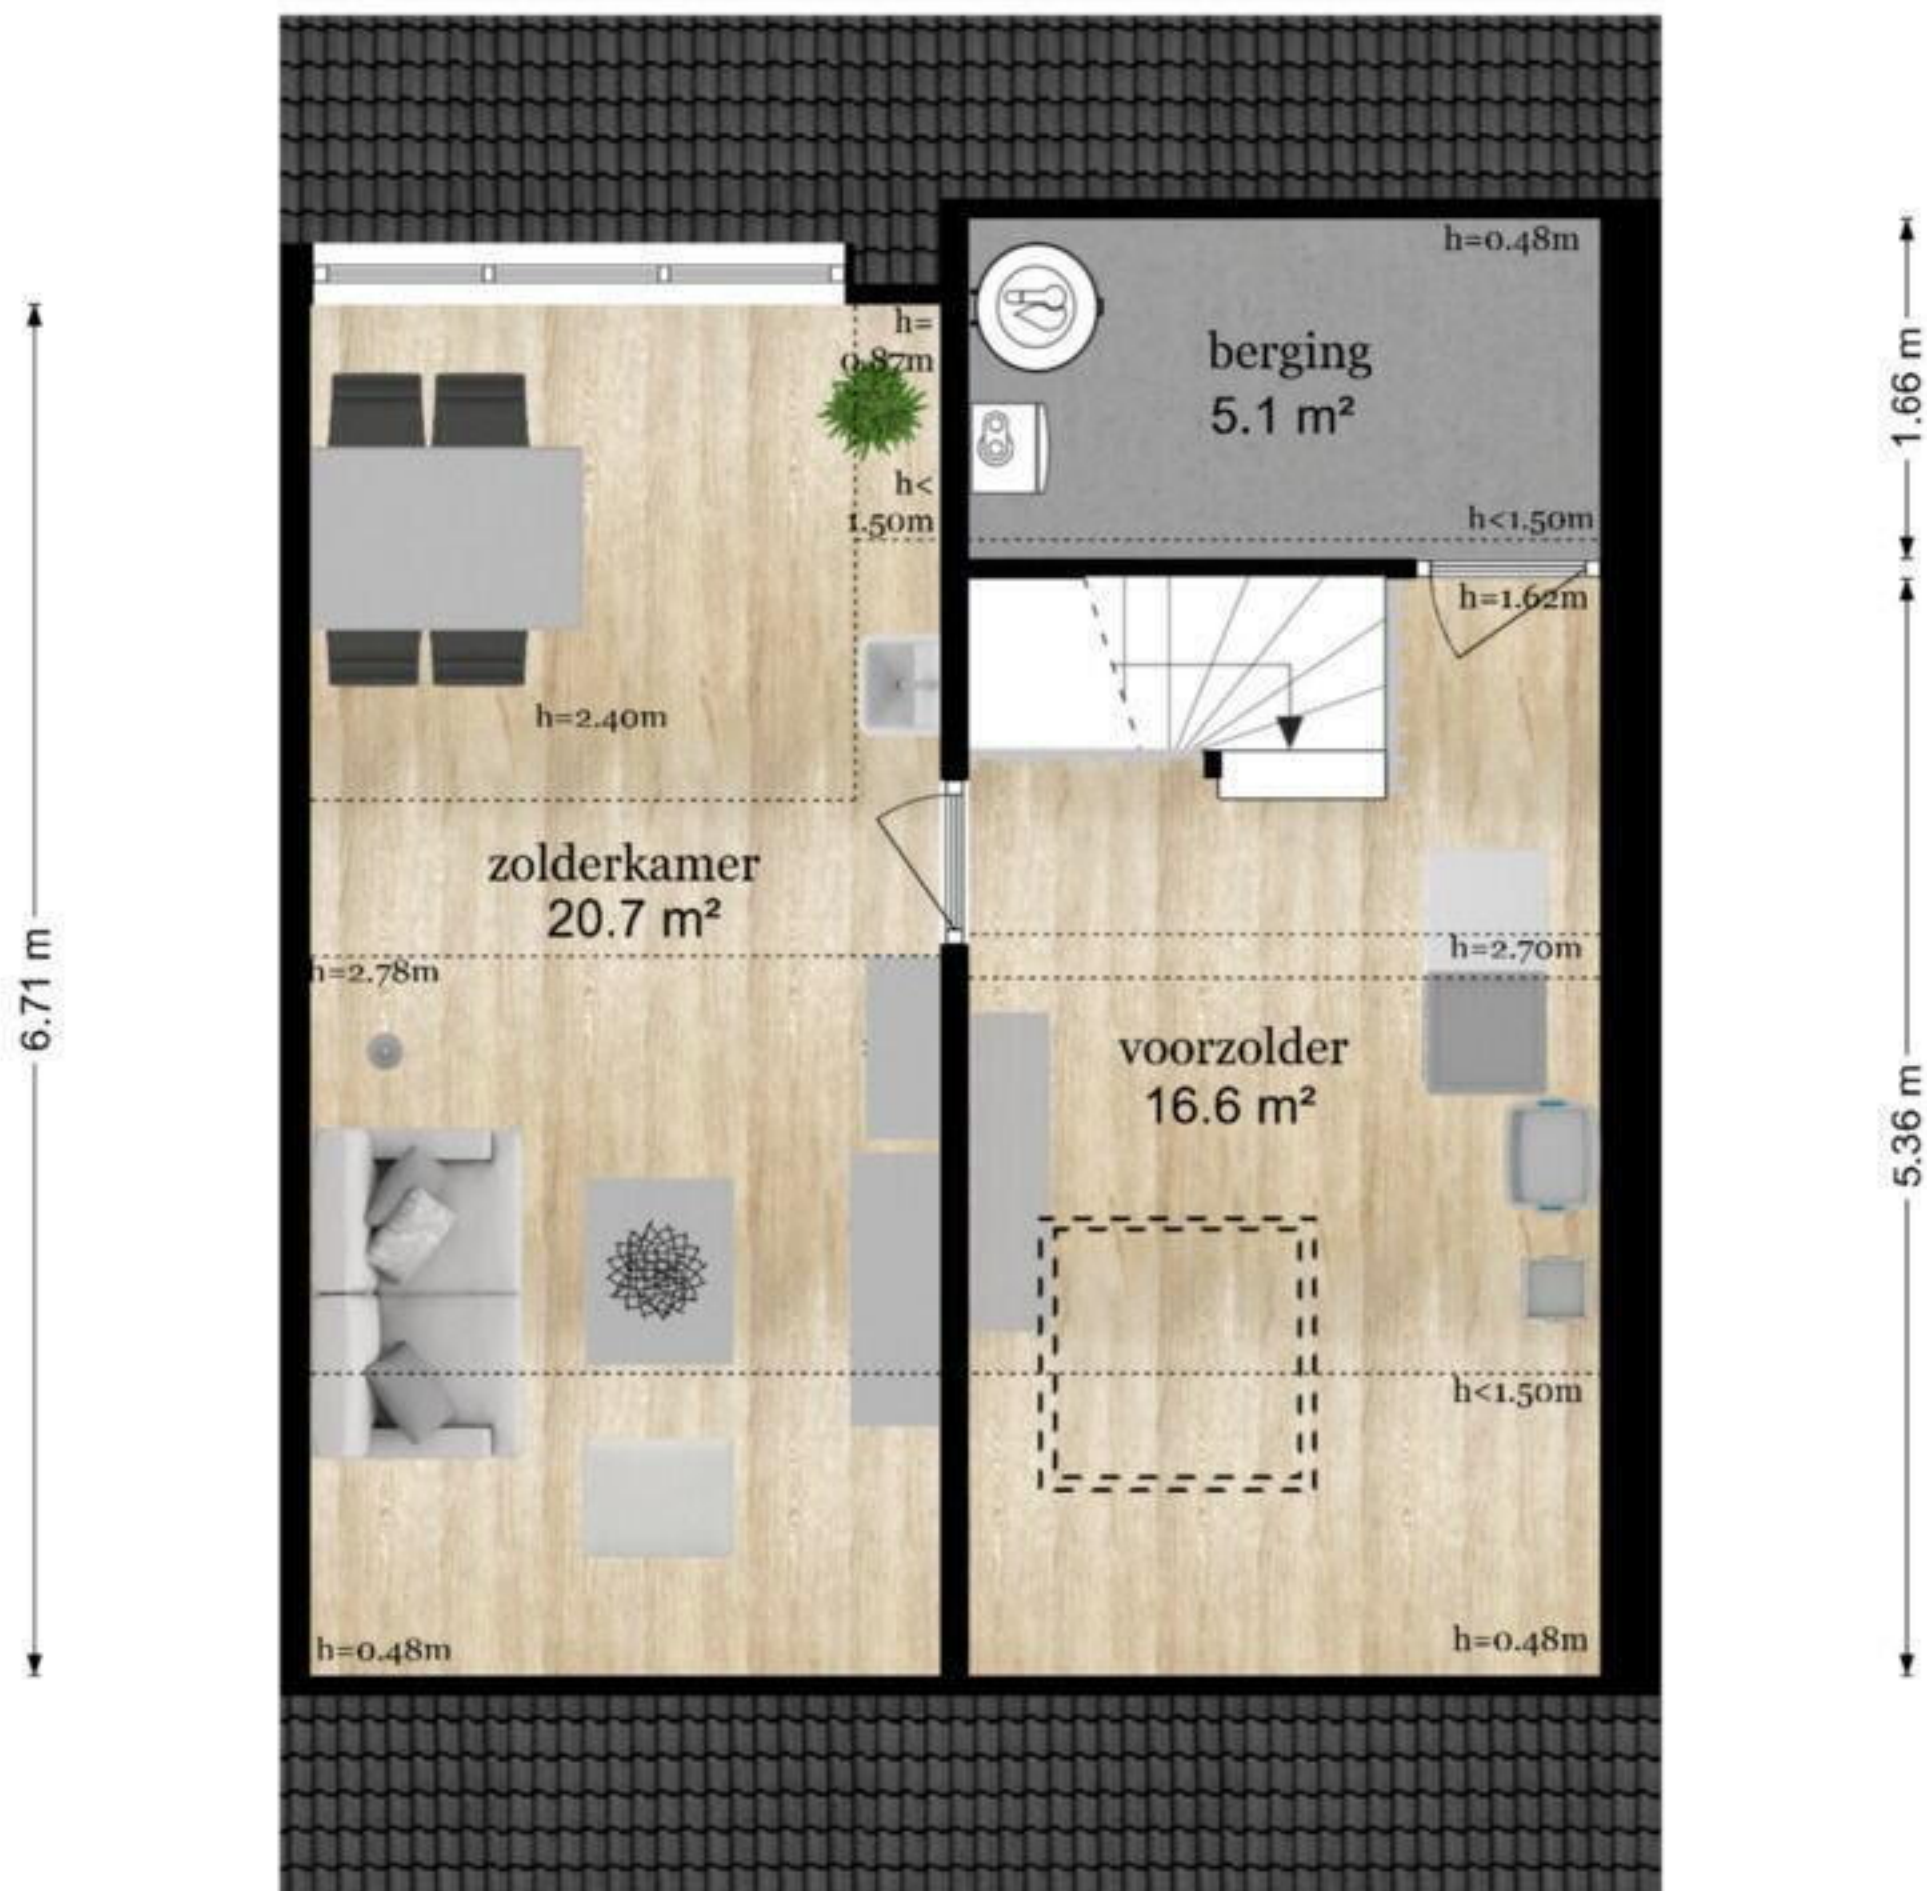 h=0.48m
h=
0.87m
berging
5.1 m²
h<
1.50m
h<1.50m
h=1.62m
h=2.40m
zolderkamer
20.7 m²
h=2.70m
h=2.78m
voorzolder
16.6 m²
h<1.50m
h=0.48m
h=0.48m
6.71 m
1.66 m
5.36 m